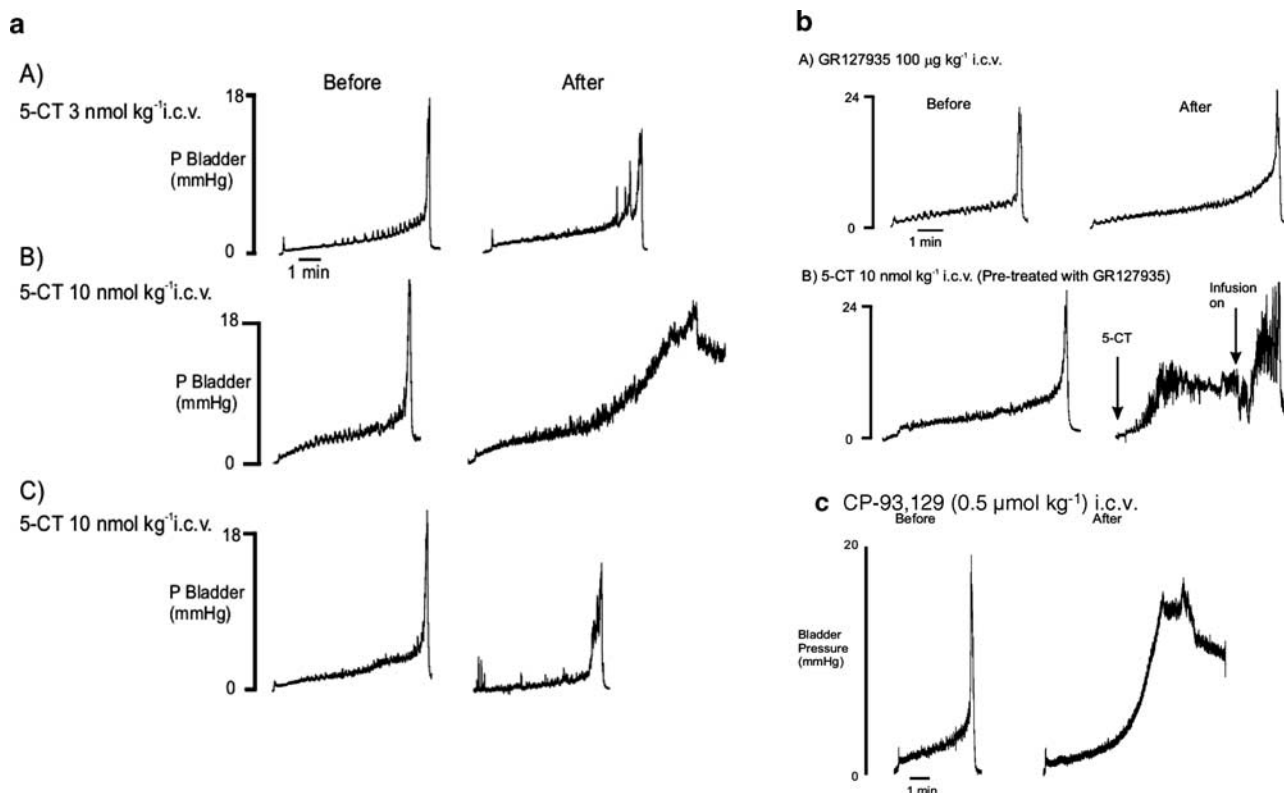 a
A)
5-CT 3 nmol kg⁻¹i.c.v.
Before
After
18
P Bladder
(mmHg)
0
1 min
B)
5-CT 10 nmol kg⁻¹i.c.v.
18
P Bladder
(mmHg)
0
C)
5-CT 10 nmol kg⁻¹i.c.v.
18
P Bladder
(mmHg)
0
b
A) GR127935 100 µg kg⁻¹ i.c.v.
24
Before
After
0
1 min
B) 5-CT 10 nmol kg⁻¹ i.c.v. (Pre-treated with GR127935)
24
5-CT
Infusion
on
0
c CP-93,129 (0.5 µmol kg⁻¹) i.c.v.
Before
After
20
Bladder
Pressure
(mmHg)
0
1 min